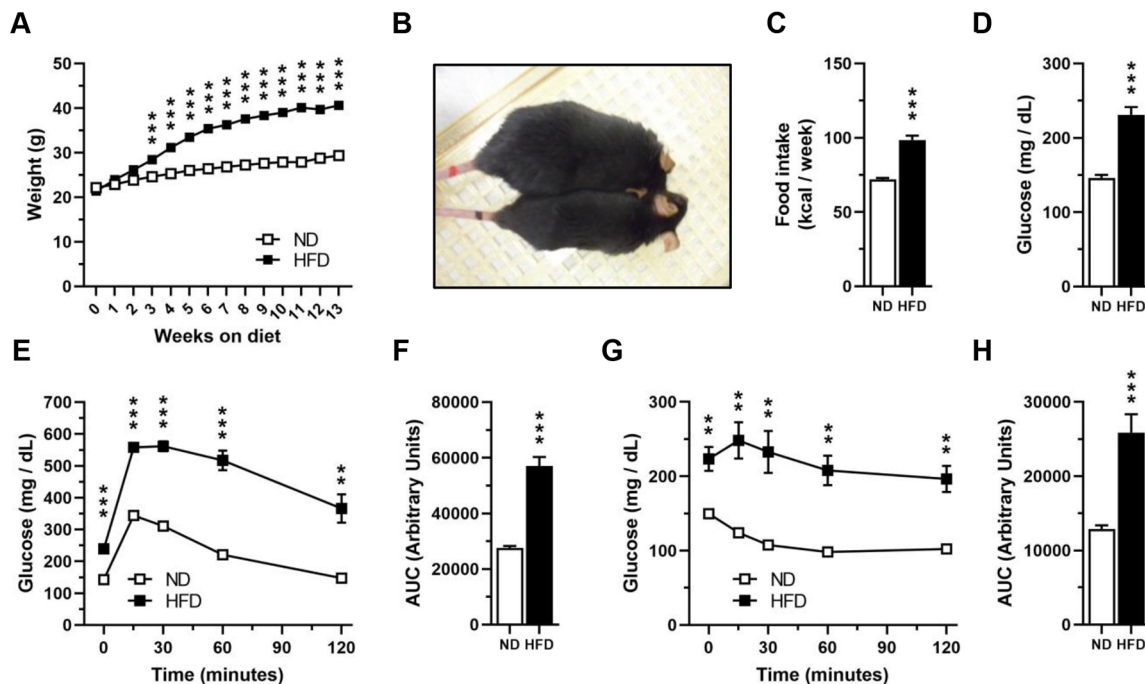 A
Weight (g)
50
40
30
20
10
0
*** *** *** *** *** *** *** *** *** *** ***
ND
HFD
0 1 2 3 4 5 6 7 8 9 10 11 12 13
Weeks on diet
B
C
Food intake
(kcal / week)
150
100
50
0
***
ND HFD
D
Glucose (mg / dL)
300
200
100
0
***
ND HFD
E
Glucose (mg / dL)
700
600
500
400
300
200
100
0
*** *** *** *** **
ND
HFD
0 30 60 90 120
Time (minutes)
F
AUC (Arbitrary Units)
80000
60000
40000
20000
0
***
ND HFD
G
Glucose (mg / dL)
300
200
100
0
** ** ** ** **
ND
HFD
0 30 60 90 120
Time (minutes)
H
AUC (Arbitrary Units)
30000
20000
10000
0
***
ND HFD